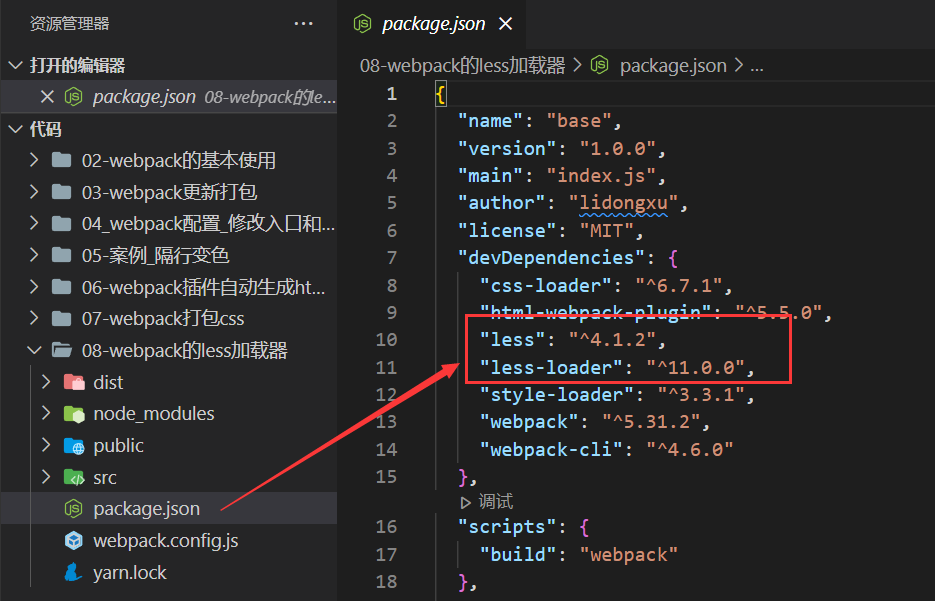 资源管理器 ...
打开的编辑器
package.json 08-webpack的le...
代码
02-webpack的基本使用
03-webpack更新打包
04_webpack配置_修改入口和...
05-案例_隔行变色
06-webpack插件自动生成ht...
07-webpack打包css
08-webpack的less加载器
dist
node_modules
public
src
package.json
webpack.config.js
yarn.lock
package.json
08-webpack的less加载器 > package.json > ...
1 {
2 "name": "base",
3 "version": "1.0.0",
4 "main": "index.js",
5 "author": "lidongxu",
6 "license": "MIT",
7 "devDependencies": {
8 "css-loader": "^6.7.1",
9 "html-webpack-plugin": "^5.5.0",
10 "less": "^4.1.2",
11 "less-loader": "^11.0.0",
12 "style-loader": "^3.3.1",
13 "webpack": "^5.31.2",
14 "webpack-cli": "^4.6.0"
15 },
调试
16 "scripts": {
17 "build": "webpack"
18 },